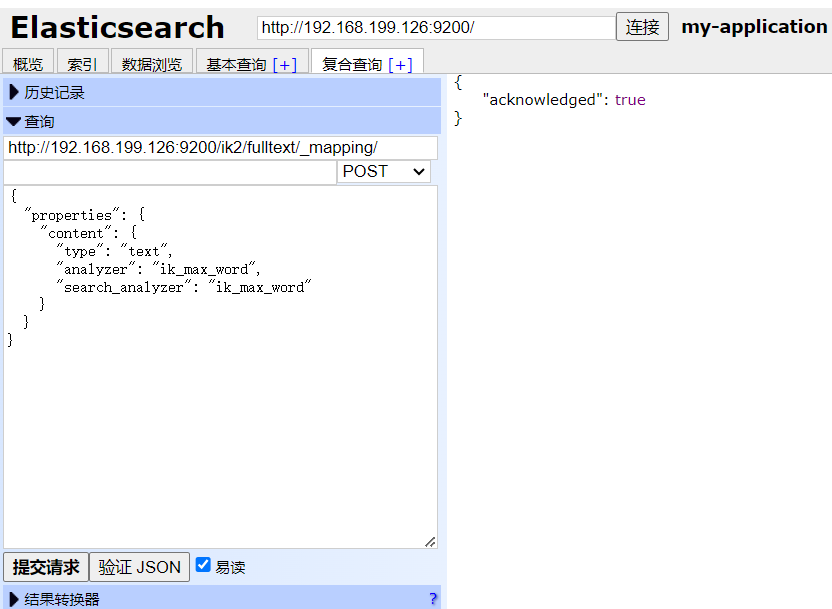 Elasticsearch http://192.168.199.126:9200/ 连接 my-application
概览 索引 数据浏览 基本查询 [+] 复合查询 [+]
历史记录
查询
http://192.168.199.126:9200/ik2/fulltext/_mapping/
POST
{
"properties": {
"content": {
"type": "text",
"analyzer": "ik_max_word",
"search_analyzer": "ik_max_word"
}
}
}
提交请求 验证 JSON 易读
结果转换器 ?
{
"acknowledged": true
}